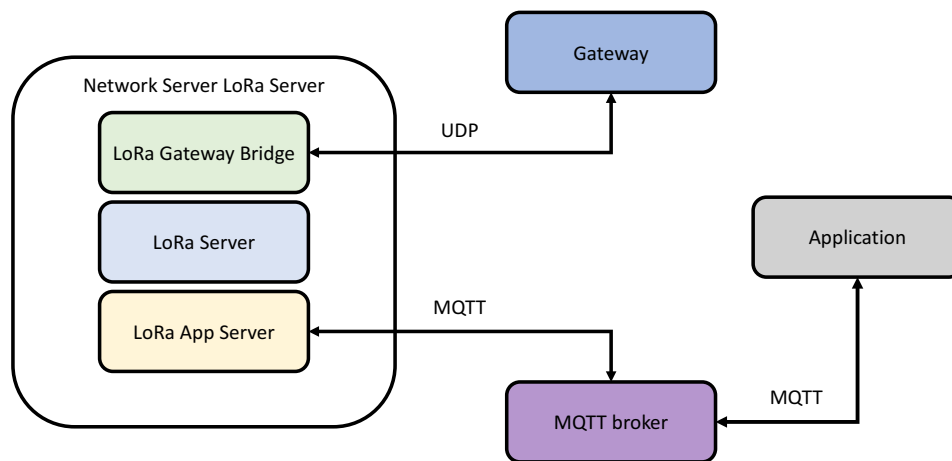 Gateway
Network Server LoRa Server
UDP
LoRa Gateway Bridge
LoRa Server
Application
MQTT
LoRa App Server
MQTT
MQTT broker